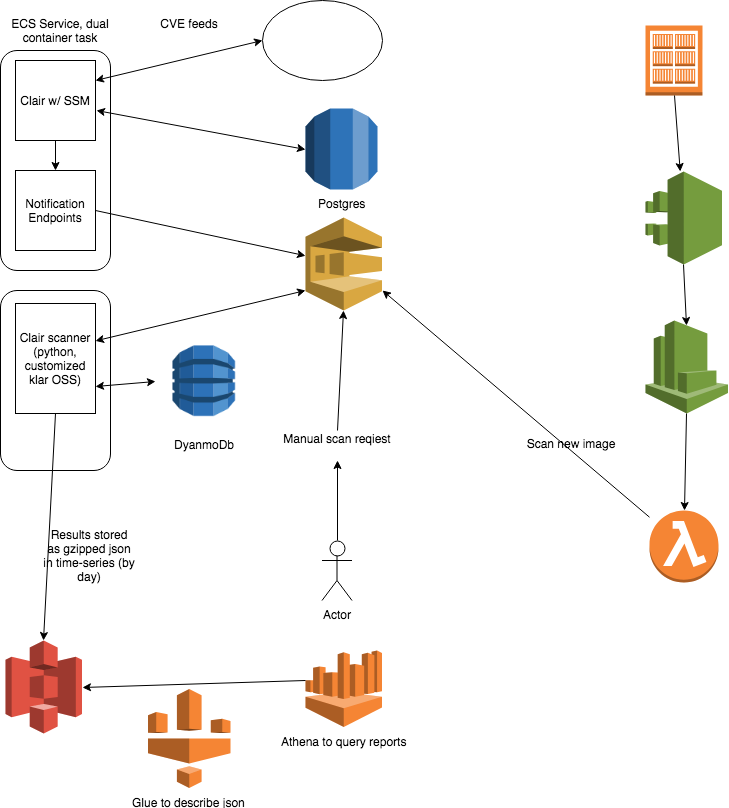 ECS Service, dual
container task
CVE feeds
Clair w/ SSM
Notification
Endpoints
Postgres
Clair scanner
(python,
customized
klar OSS)
DyanmoDb
Manual scan reqiest
Scan new image
Results stored
as gzipped json
in time-series (by
day)
Actor
Athena to query reports
Glue to describe json